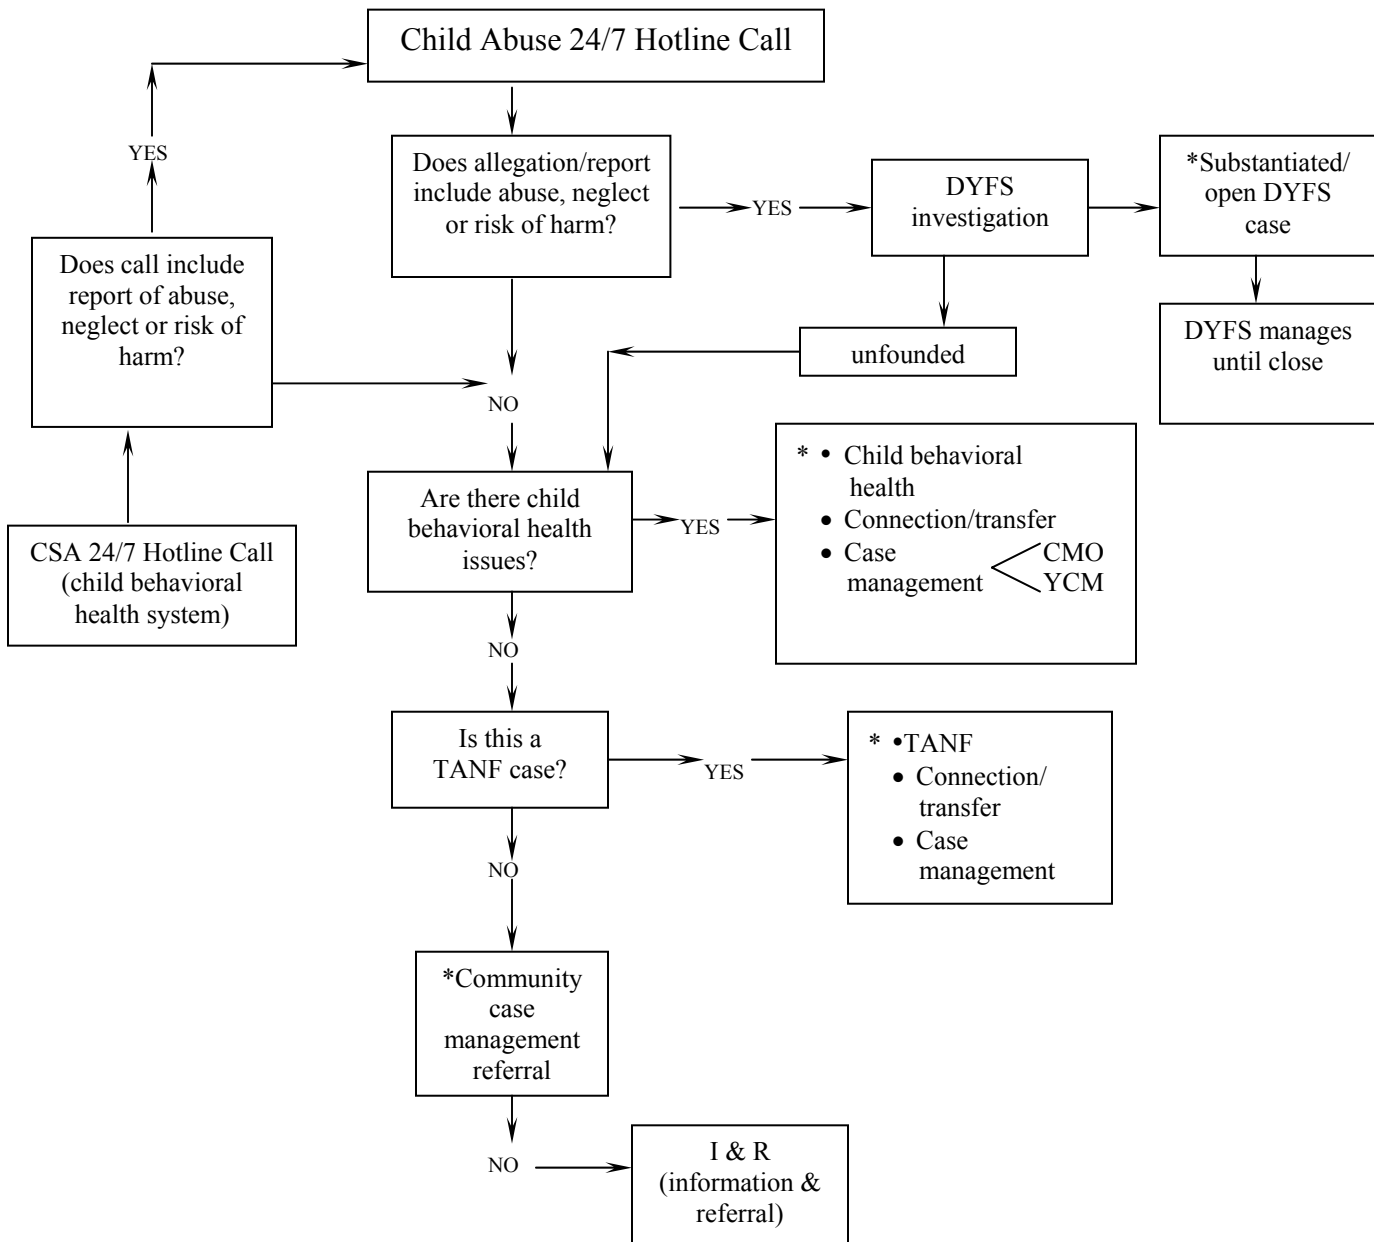 Child Abuse 24/7 Hotline Call
YES
Does allegation/report
include abuse, neglect
or risk of harm?
YES
DYFS
investigation
*Substantiated/
open DYFS
case
Does call include
report of abuse,
neglect or risk of
harm?
DYFS manages
until close
unfounded
NO
CSA 24/7 Hotline Call
(child behavioral
health system)
Are there child
behavioral health
issues?
YES
* • Child behavioral
health
• Connection/transfer
• Case
management
CMO
YCM
NO
Is this a
TANF case?
YES
* •TANF
• Connection/
transfer
• Case
management
NO
*Community
case
management
referral
NO
I & R
(information &
referral)